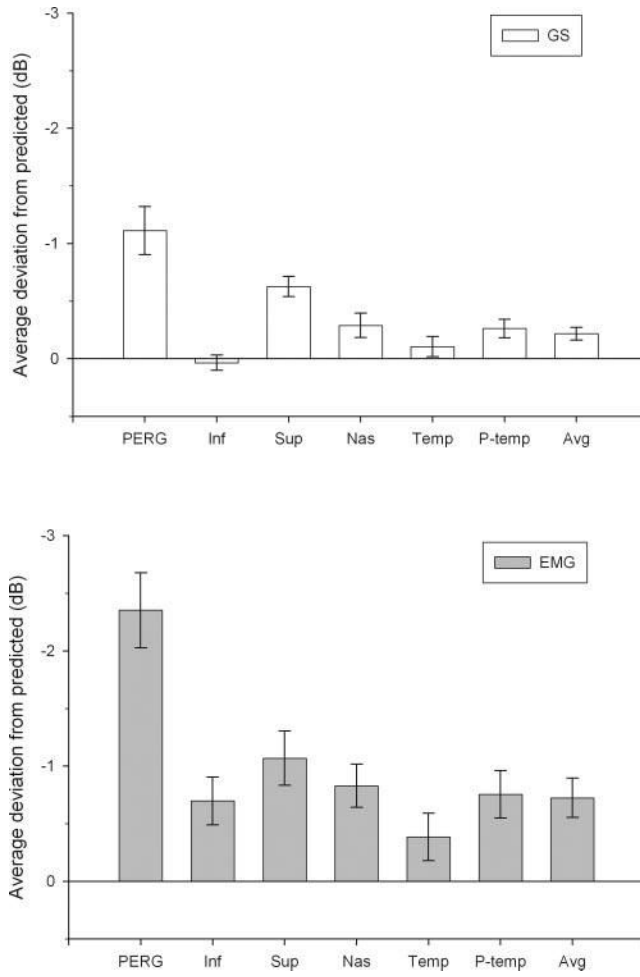 -3
-2
-1
0
Average deviation from predicted (dB)
GS
PERG Inf Sup Nas Temp P-temp Avg
-3
-2
-1
0
Average deviation from predicted (dB)
EMG
PERG Inf Sup Nas Temp P-temp Avg